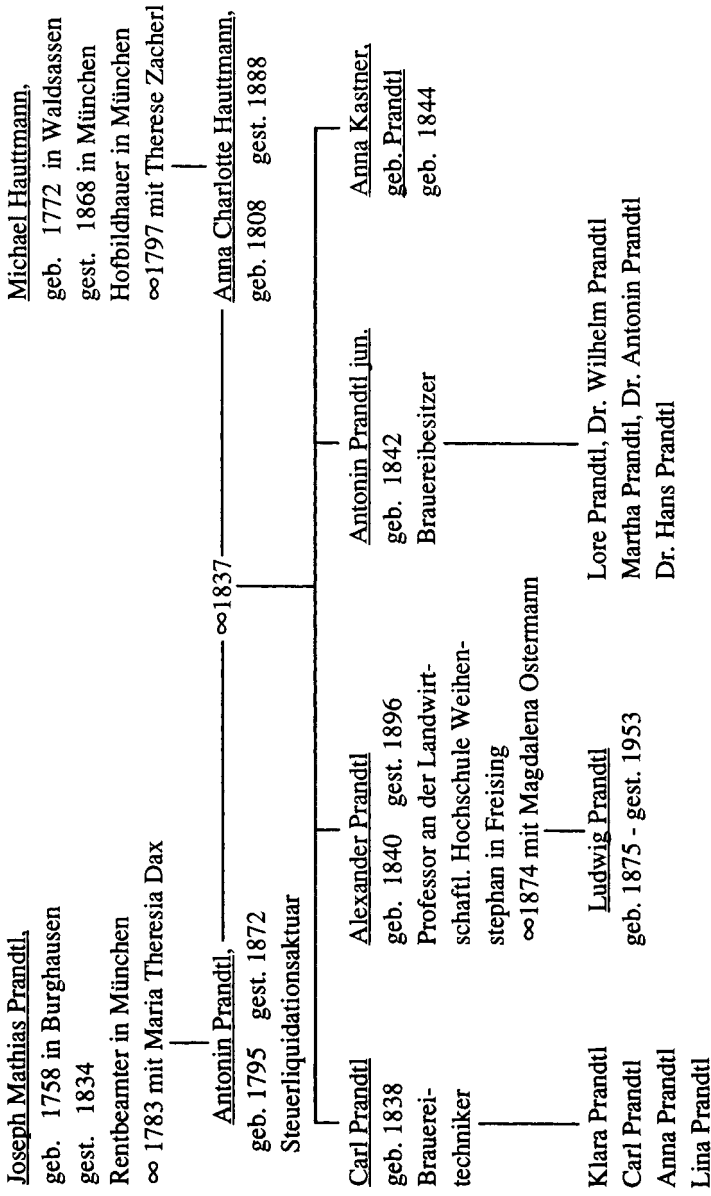 Joseph Mathias Prandtl,
geb. 1758 in Burghausen
gest. 1834
Rentbeamter in München
∞ 1783 mit Maria Theresia Dax
Michael Hauttmann,
geb. 1772 in Waldsassen
gest. 1868 in München
Hofbildhauer in München
∞1797 mit Therese Zacherl
Antonin Prandtl,
geb. 1795 gest. 1872
Steuerliquidationsaktuar
∞1837
Anna Charlotte Hauttmann,
geb. 1808 gest. 1888
Carl Prandtl
geb. 1838
Brauerei-
techniker
Alexander Prandtl
geb. 1840 gest. 1896
Professor an der Landwirt-
schaftl. Hochschule Weihen-
stephan in Freising
∞1874 mit Magdalena Ostermann
Antonin Prandtl jun.
geb. 1842
Brauereibesitzer
Anna Kastner,
geb. Prandtl
geb. 1844
Klara Prandtl
Carl Prandtl
Anna Prandtl
Lina Prandtl
Ludwig Prandtl
geb. 1875 - gest. 1953
Lore Prandtl, Dr. Wilhelm Prandtl
Martha Prandtl, Dr. Antonin Prandtl
Dr. Hans Prandtl